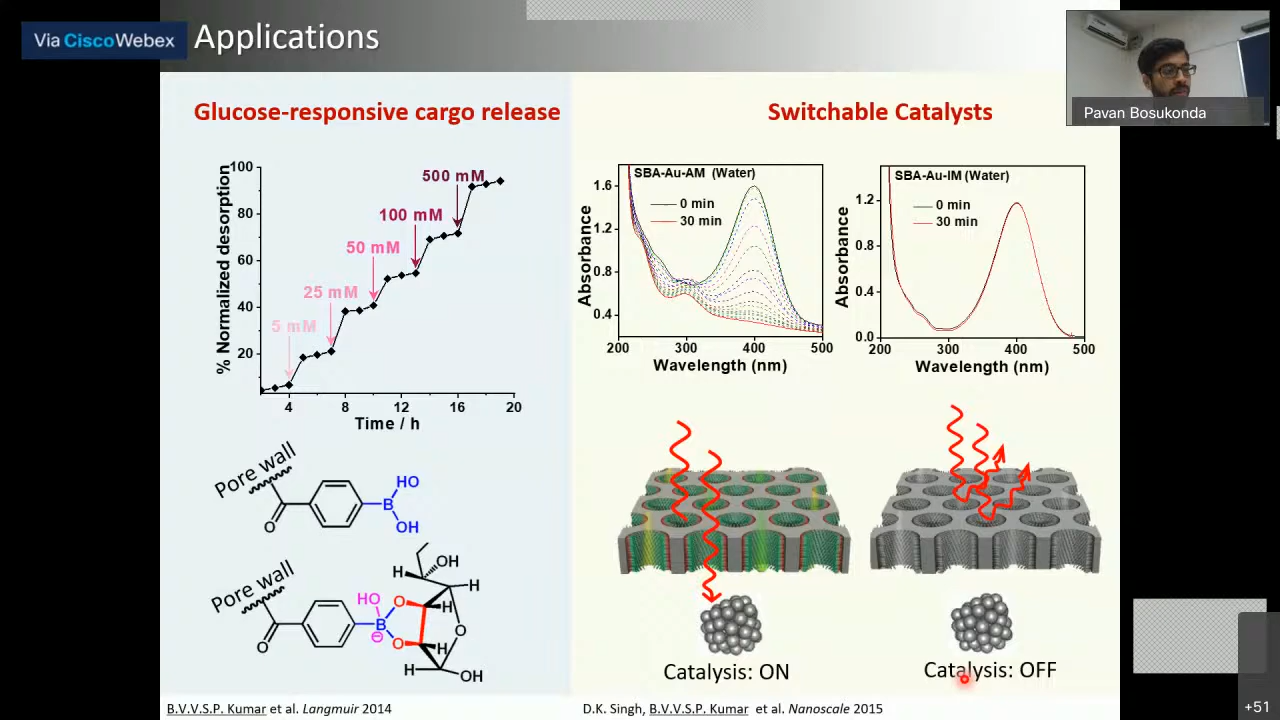 Via CiscoWebex
Applications
Pavan Bosukonda
Glucose-responsive cargo release
% Normalized desorption
100
80
60
40
20
5 mM
25 mM
50 mM
100 mM
500 mM
4 8 12 16 20
Time / h
Pore wall
O
B
HO
OH
Pore wall
O
HO
B
⊖
O
O
H
OH
H
H
O
H
H
OH
B.V.V.S.P. Kumar et al. Langmuir 2014
Switchable Catalysts
SBA-Au-AM (Water)
0 min
30 min
Absorbance
1.6
1.2
0.8
0.4
200 300 400 500
Wavelength (nm)
SBA-Au-IM (Water)
0 min
30 min
Absorbance
1.2
0.8
0.4
0.0
200 300 400 500
Wavelength (nm)
Catalysis: ON
Catalysis: OFF
D.K. Singh, B.V.V.S.P. Kumar et al. Nanoscale 2015
+51